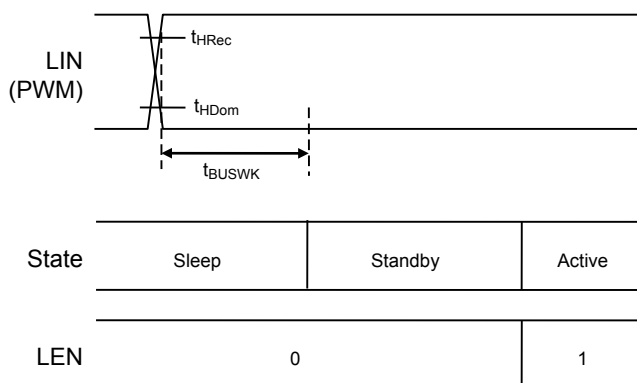 LIN
(PWM)
tHRec
tHDom
tBUSWK
State
Sleep
Standby
Active
LEN
0
1